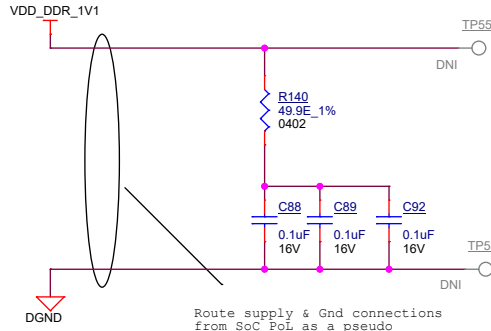 VDD_DDR_1V1
TP55
DNI
R140
49.9E_1%
0402
C88
C89
C92
0.1uF
0.1uF
0.1uF
16V
16V
16V
TP5
DNI
DGND
Route supply & Gnd connections
from SoC PoL as a pseudo